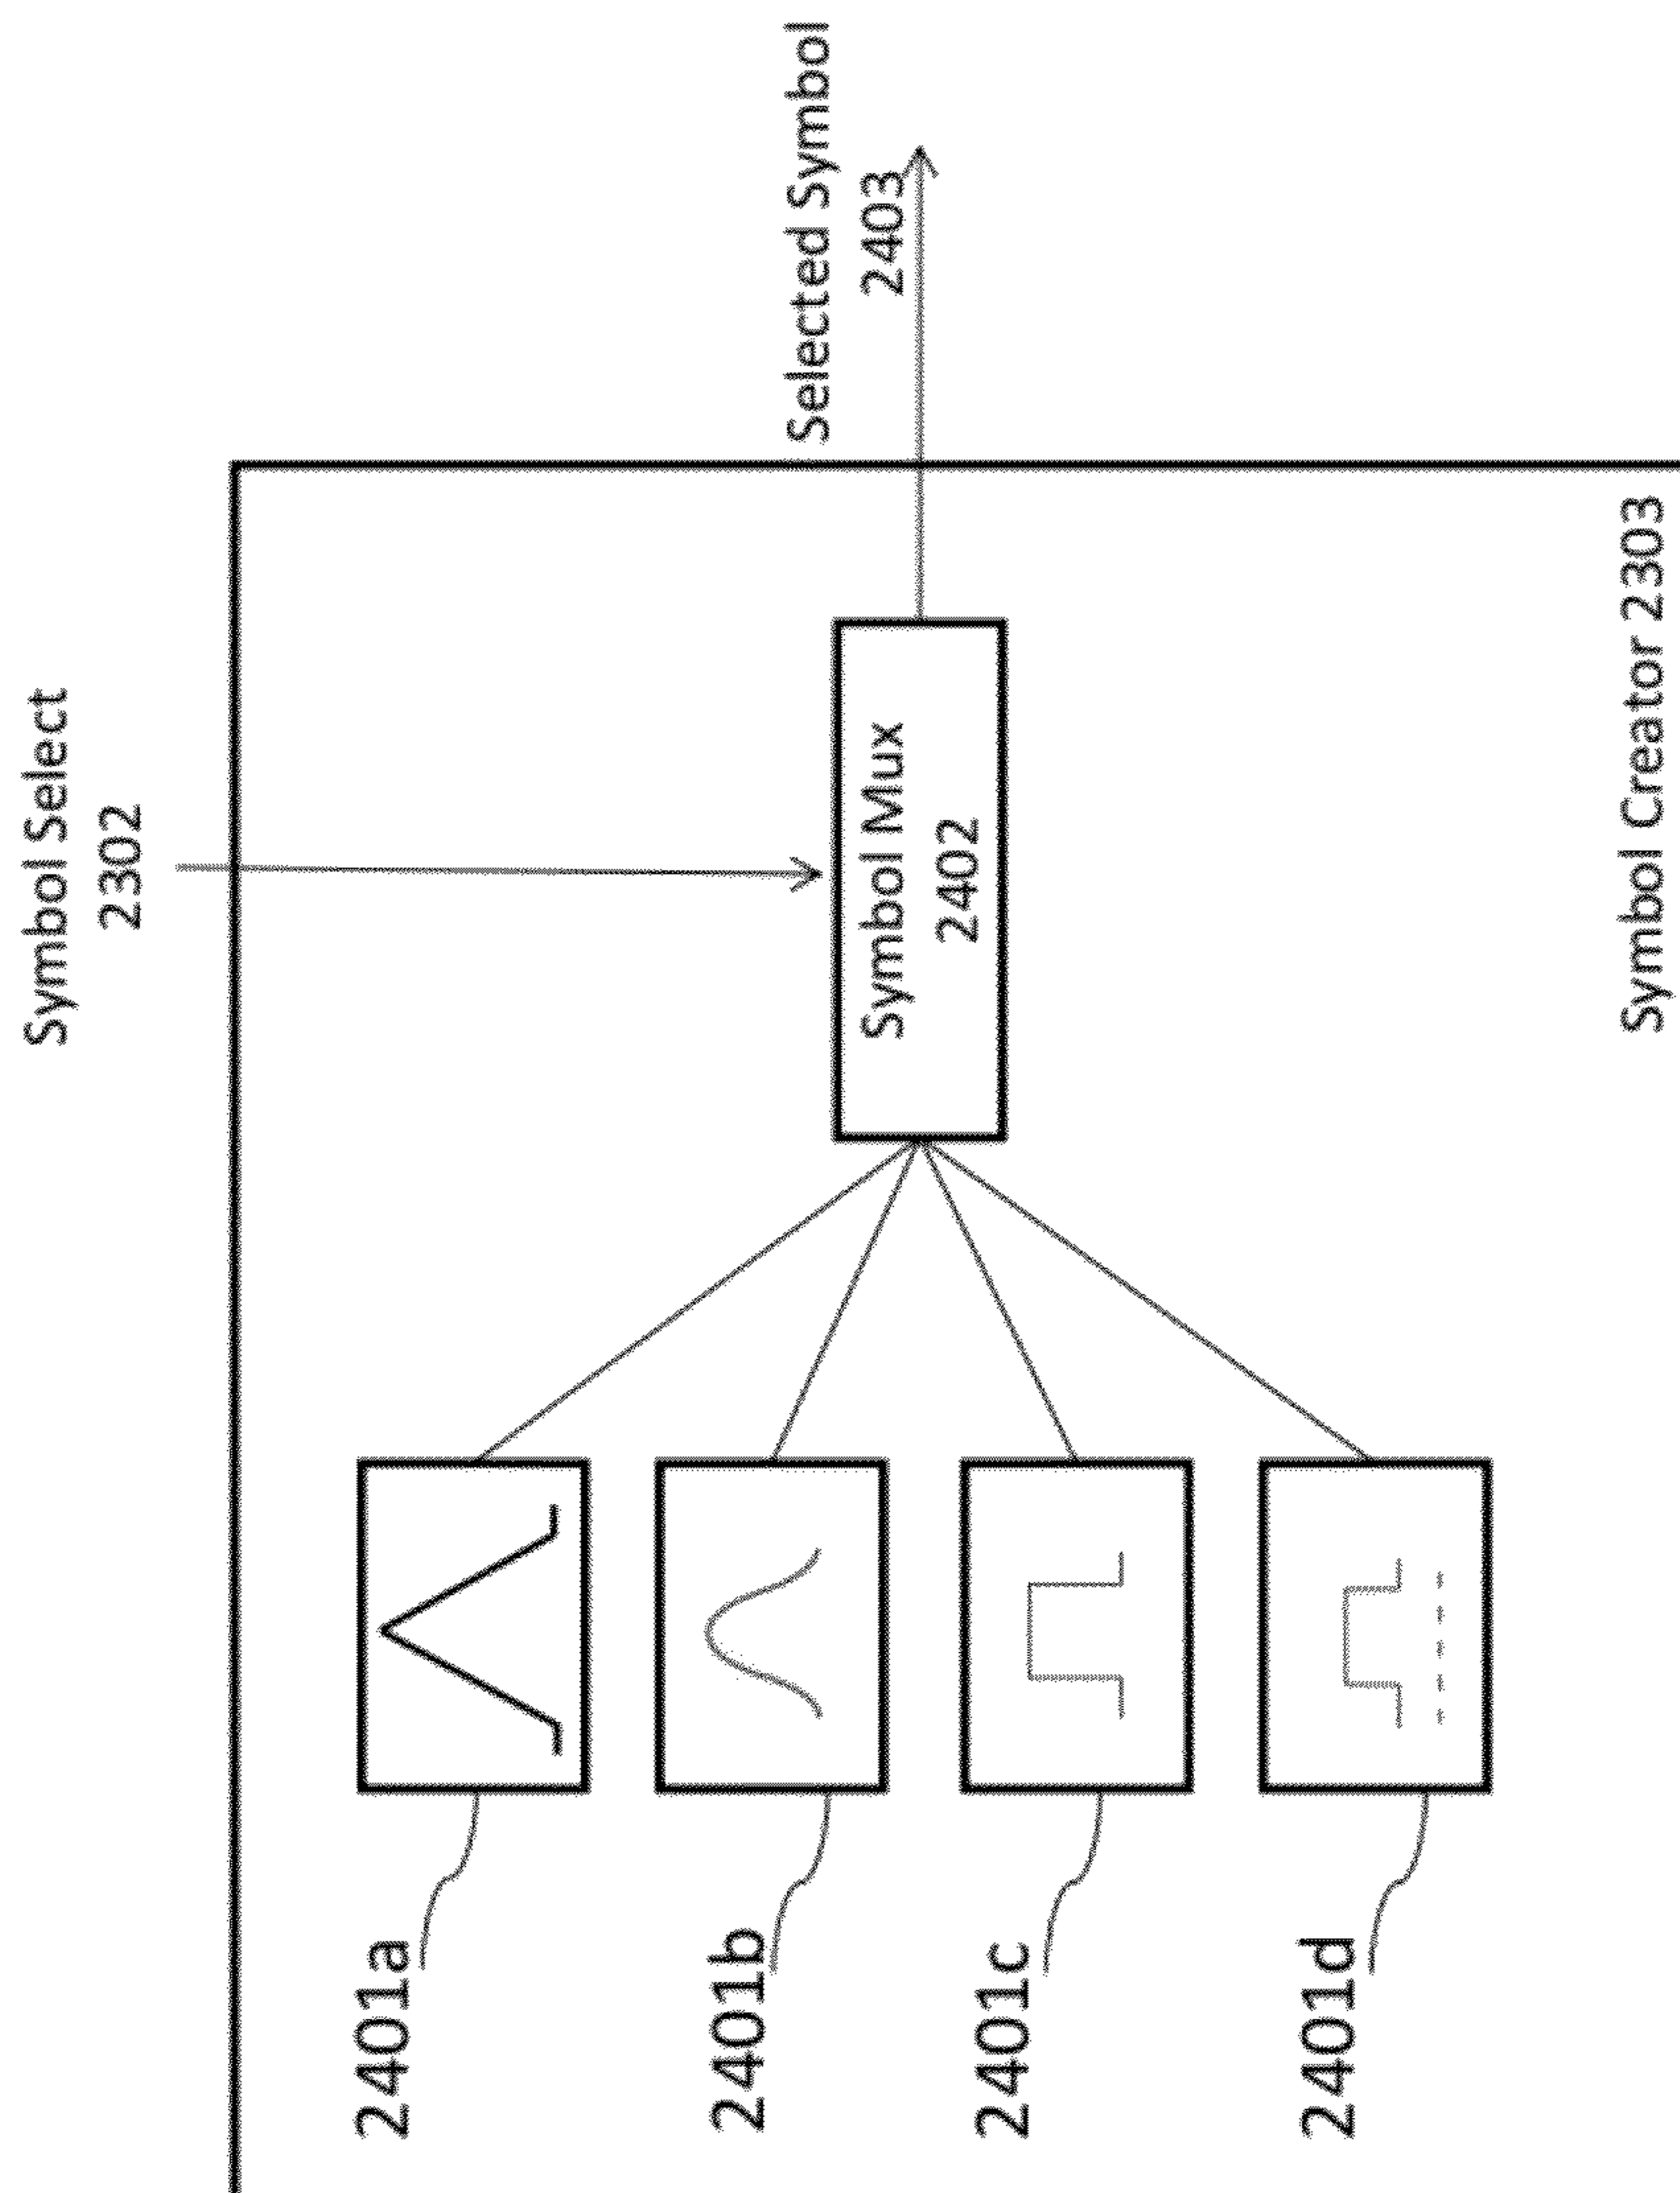 Symbol Select
2302
Selected Symbol
2403
Symbol Mux
2402
2401a
2401b
2401c
2401d
Symbol Creator 2303